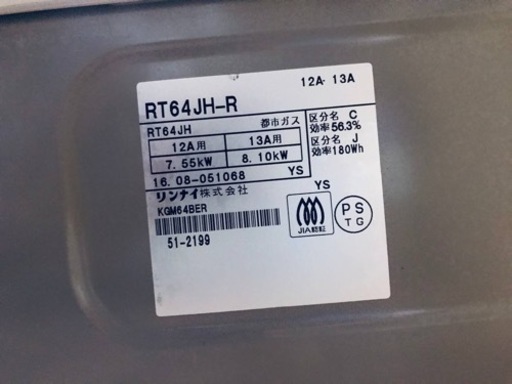 12A・13A
RT64JH-R
RT64JH 都市ガス
12A用 13A用
7.55kW 8.10kW
区分名 C
効率56.3%
区分名 J
効率180Wh
16.08-051068 YS
リンナイ株式会社
KGM64BER
51-2199
YS
JIA認証
PS
TG